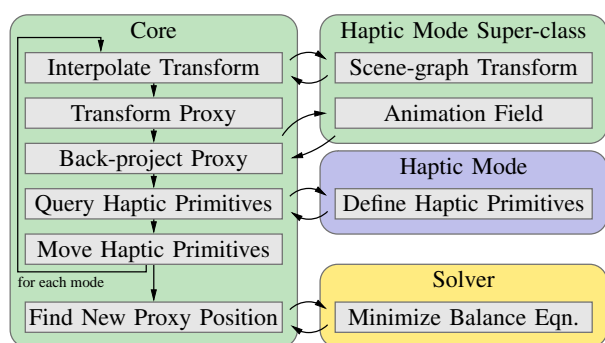 Core
Interpolate Transform
Transform Proxy
Back-project Proxy
Query Haptic Primitives
Move Haptic Primitives
for each mode
Find New Proxy Position
Haptic Mode Super-class
Scene-graph Transform
Animation Field
Haptic Mode
Define Haptic Primitives
Solver
Minimize Balance Eqn.